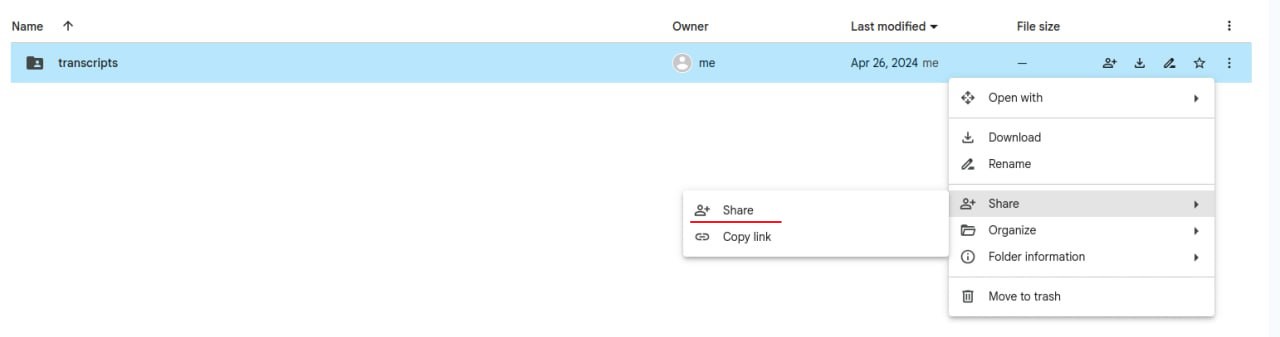 Name Owner Last modified File size
transcripts me Apr 26, 2024 me —
Open with
Download
Rename
Share
Share
Copy link
Organize
Folder information
Move to trash